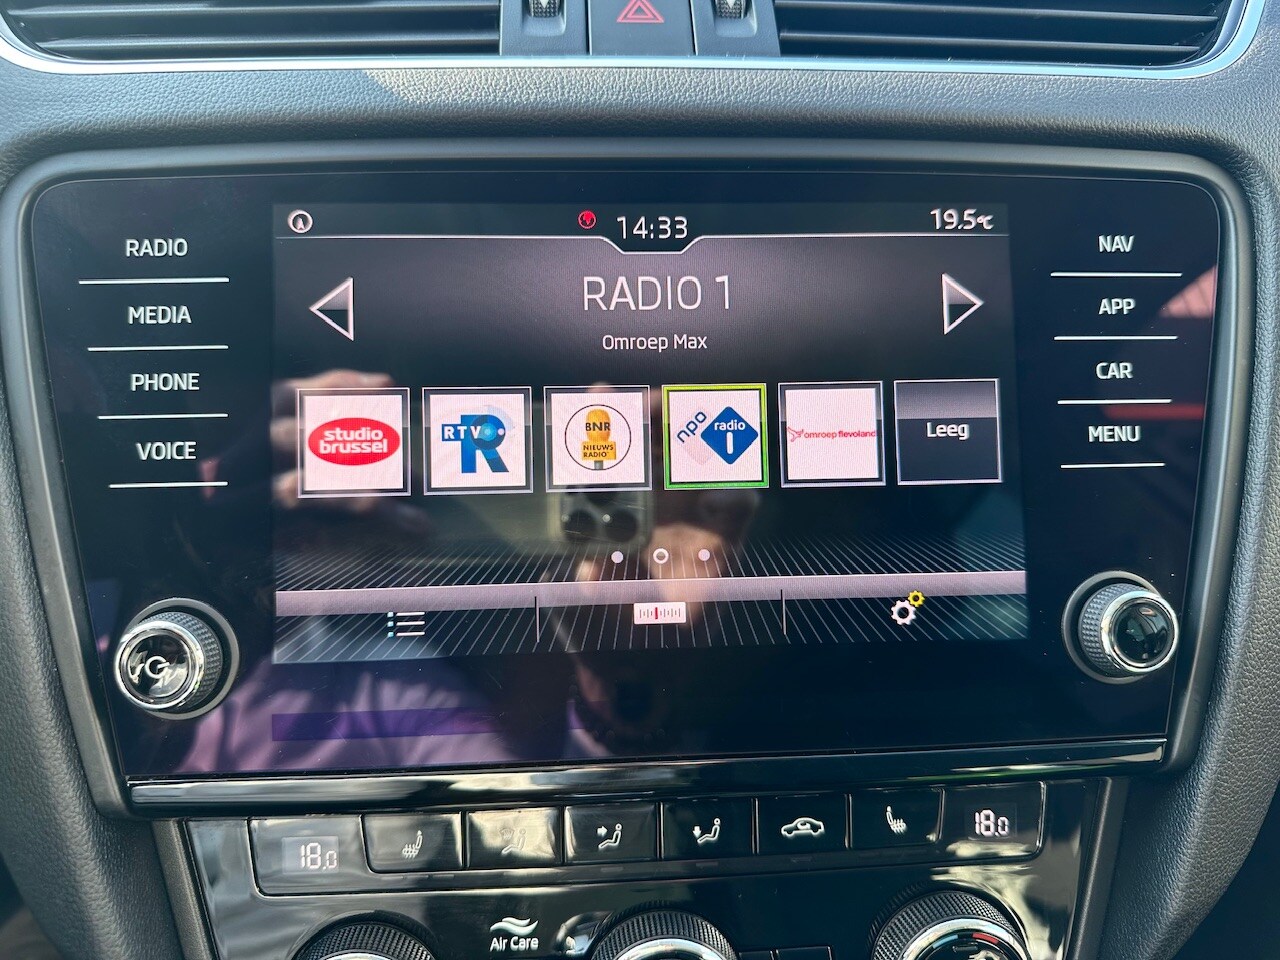 14:33
19.5℃
RADIO
MEDIA
PHONE
VOICE
RADIO 1
Omroep Max
studio
brussel
RTV
R
BNR
NIEUWS
RADIO
npo
radio
1
omroep flevoland
Leeg
NAV
APP
CAR
MENU
18.0
18.0
Air Care